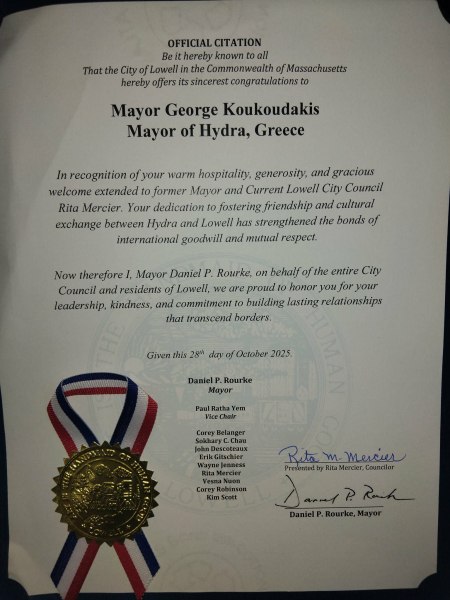 OFFICIAL CITATION
Be it hereby known to all
That the City of Lowell in the Commonwealth of Massachusetts
hereby offers its sincerest congratulations to
Mayor George Koukoudakis
Mayor of Hydra, Greece
In recognition of your warm hospitality, generosity, and gracious
welcome extended to former Mayor and Current Lowell City Council
Rita Mercier. Your dedication to fostering friendship and cultural
exchange between Hydra and Lowell has strengthened the bonds of
international goodwill and mutual respect.
Now therefore I, Mayor Daniel P. Rourke, on behalf of the entire City
Council and residents of Lowell, we are proud to honor you for your
leadership, kindness, and commitment to building lasting relationships
that transcend borders.
Given this 28th day of October 2025.
Daniel P. Rourke
Mayor
Paul Ratha Yem
Vice Chair
Corey Belanger
Sokhary C. Chau
John Descoteaux
Erik Gitschier
Wayne Jenness
Rita Mercier
Vesna Nuon
Corey Robinson
Kim Scott
Rita M. Mercier
Presented by Rita Mercier, Councilor
Daniel P. Rourke
Daniel P. Rourke, Mayor